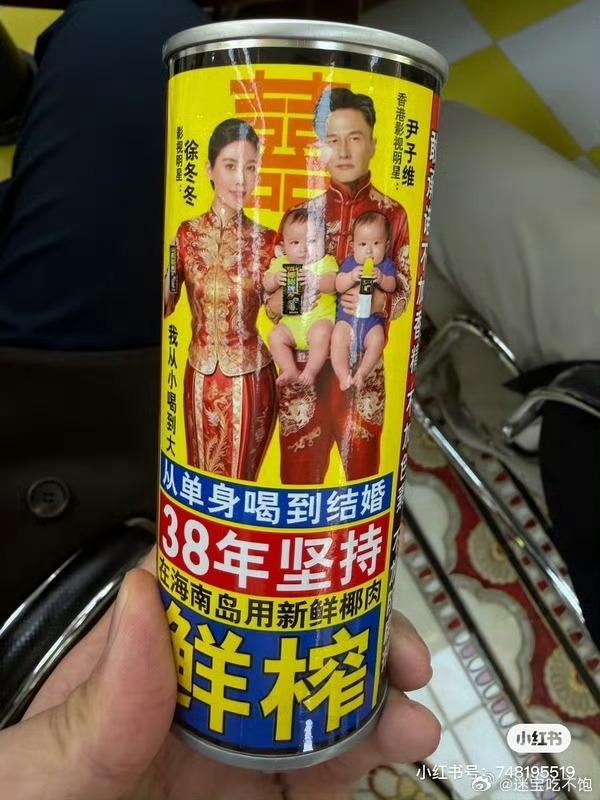 囍
影视明星：
徐冬冬
香港影视明星：
尹子维
我从小喝到大
从单身喝到结婚
38年坚持
在海南岛用新鲜椰肉
鲜榨
小红书
小红书号：748195519
@迷宝吃不饱